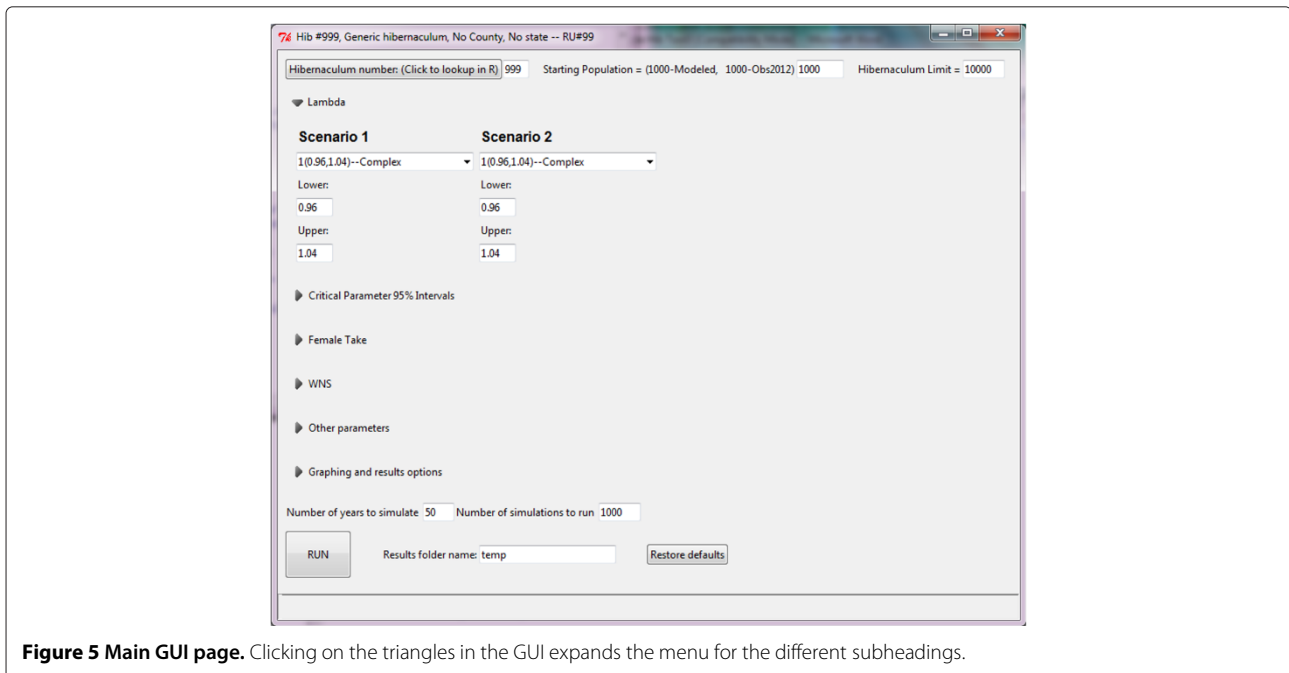 Hib #999, Generic hibernaculum, No County, No state -- RU#99
Hibernaculum number: (Click to lookup in R) 999 Starting Population = (1000-Modeled, 1000-Obs2012) 1000 Hibernaculum Limit = 10000
Lambda
Scenario 1 Scenario 2
1(0.96,1.04)--Complex 1(0.96,1.04)--Complex
Lower: Lower:
0.96 0.96
Upper: Upper:
1.04 1.04
Critical Parameter 95% Intervals
Female Take
WNS
Other parameters
Graphing and results options
Number of years to simulate 50 Number of simulations to run 1000
RUN Results folder name: temp Restore defaults
Figure 5 Main GUI page. Clicking on the triangles in the GUI expands the menu for the different subheadings.